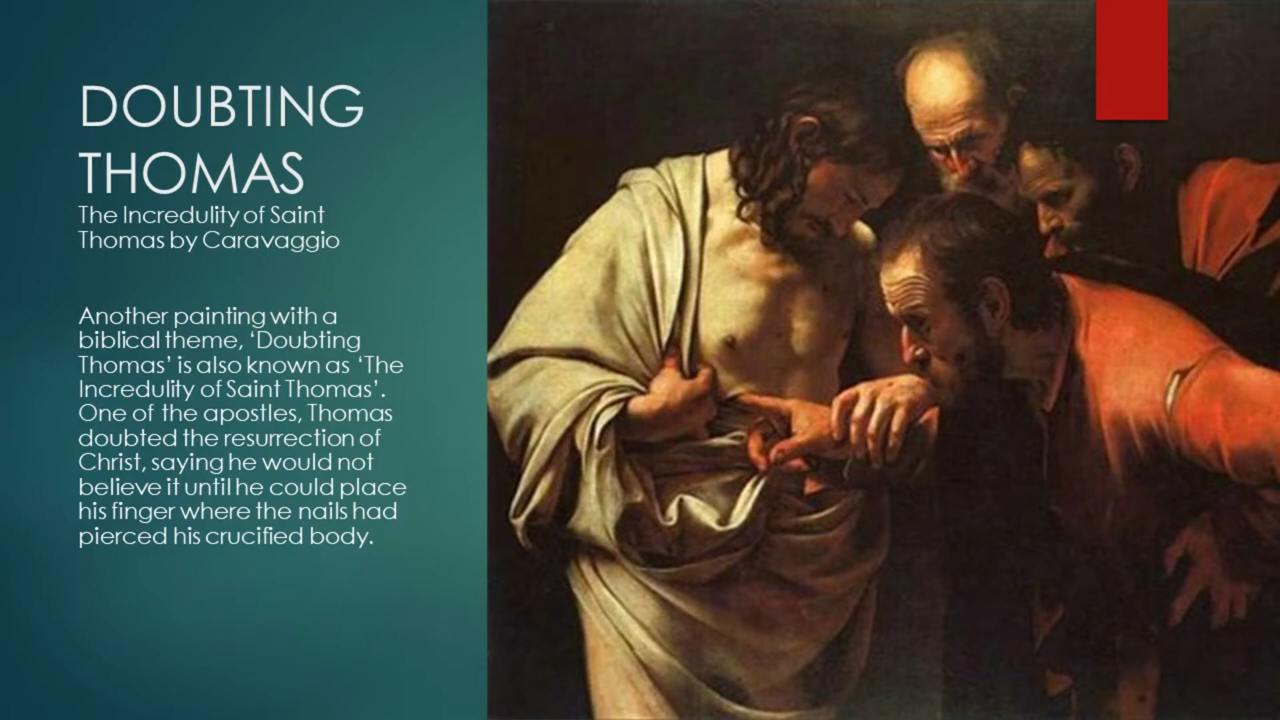 DOUBTING
THOMAS
The Incredulity of Saint
Thomas by Caravaggio
Another painting with a
biblical theme, ‘Doubting
Thomas’ is also known as ‘The
Incredulity of Saint Thomas’.
One of the apostles, Thomas
doubted the resurrection of
Christ, saying he would not
believe it until he could place
his finger where the nails had
pierced his crucified body.